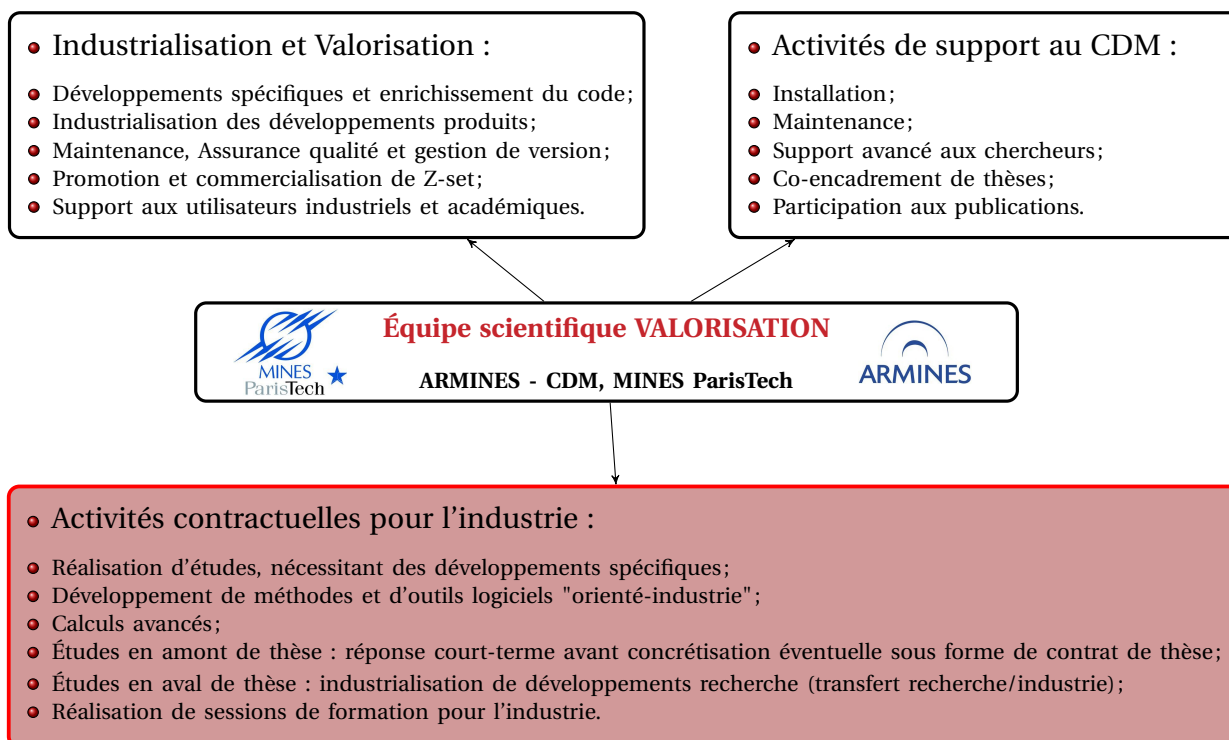 Industrialisation et Valorisation :
Développements spécifiques et enrichissement du code;
Industrialisation des développements produits;
Maintenance, Assurance qualité et gestion de version;
Promotion et commercialisation de Z-set;
Support aux utilisateurs industriels et académiques.
Activités de support au CDM :
Installation;
Maintenance;
Support avancé aux chercheurs;
Co-encadrement de thèses;
Participation aux publications.
MINES
ParisTech
Équipe scientifique VALORISATION
ARMINES - CDM, MINES ParisTech
ARMINES
Activités contractuelles pour l'industrie :
Réalisation d'études, nécessitant des développements spécifiques;
Développement de méthodes et d'outils logiciels "orienté-industrie";
Calculs avancés;
Études en amont de thèse : réponse court-terme avant concrétisation éventuelle sous forme de contrat de thèse;
Études en aval de thèse : industrialisation de développements recherche (transfert recherche/industrie);
Réalisation de sessions de formation pour l'industrie.